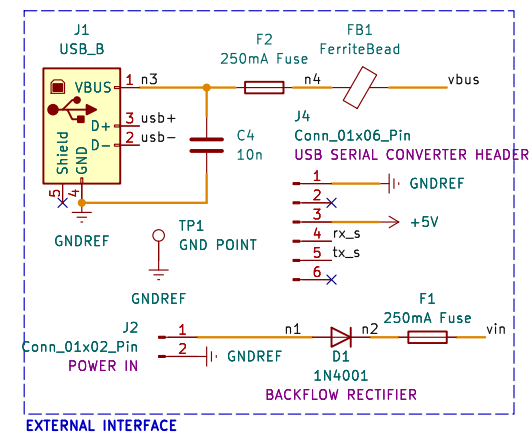 J1
USB_B
VBUS 1 n3
D+ 3 usb+
D- 2 usb-
Shield
GND
5
4
GNDREF
F2
250mA Fuse
n4
FB1
FerriteBead
vbus
C4
10n
J4
Conn_01x06_Pin
USB SERIAL CONVERTER HEADER
1 GNDREF
2
3 +5V
4 rx_s
5 tx_s
6
TP1
GND POINT
GNDREF
J2
Conn_01x02_Pin
POWER IN
1
2 GNDREF
n1
D1
1N4001
BACKFLOW RECTIFIER
n2
F1
250mA Fuse
vin
EXTERNAL INTERFACE